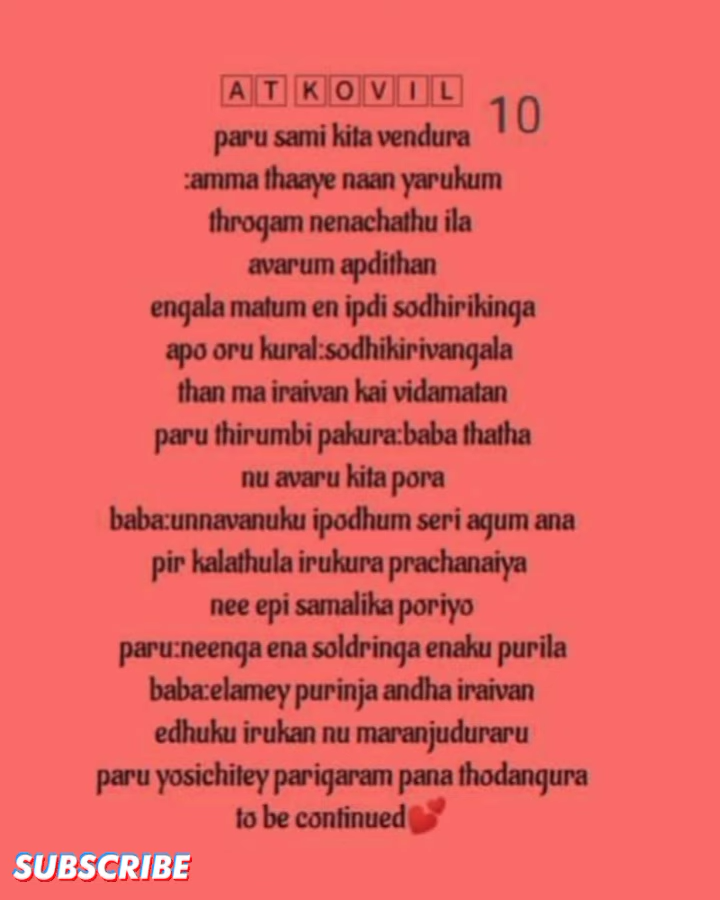 AT KOVIL 10
paru sami kita vendura
:amma thaaye naan yarukum
throgam nenachathu ila
avarum apdithan
engala matum en ipdi sodhirikinga
apo oru kural:sodhikirivangala
than ma iraivan kai vidamatan
paru thirumbi pakura:baba thatha
nu avaru kita pora
baba:unnavanuku ipodhum seri agum ana
pir kalathula irukura prachanaiya
nee epi samalika poriyo
paru:neenga ena soldringa enaku purila
baba:elamey purinja andha iraivan
edhuku irukan nu maranjuduraru
paru yosichitey parigaram pana thodangura
to be continued💕
SUBSCRIBE